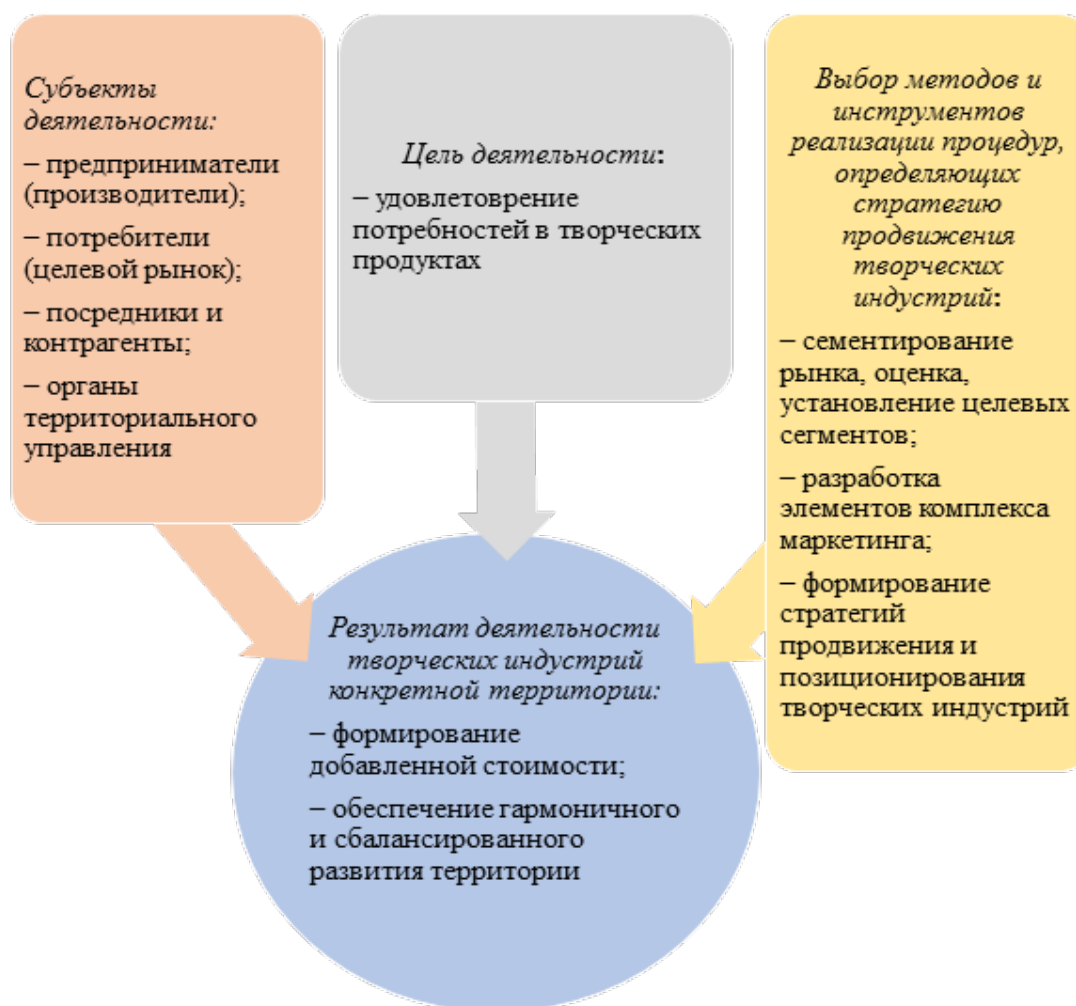 Субъекты
деятельности:
– предприниматели
(производители);
– потребители
(целевой рынок);
– посредники и
контрагенты;
– органы
территориального
управления
Цель деятельности:
– удовлетоврение
потребностей в творческих
продуктах
Выбор методов и
инструментов
реализации процедур,
определяющих
стратегию
продвижения
творческих
индустрий:
– сементирование
рынка, оценка,
установление целевых
сегментов;
– разработка
элементов комплекса
маркетинга;
– формирование
стратегий
продвижения и
позиционирования
творческих индустрий
Результат деятельности
творческих индустрий
конкретной территории:
– формирование
добавленной стоимости;
– обеспечение гармоничного
и сбалансированного
развития территории